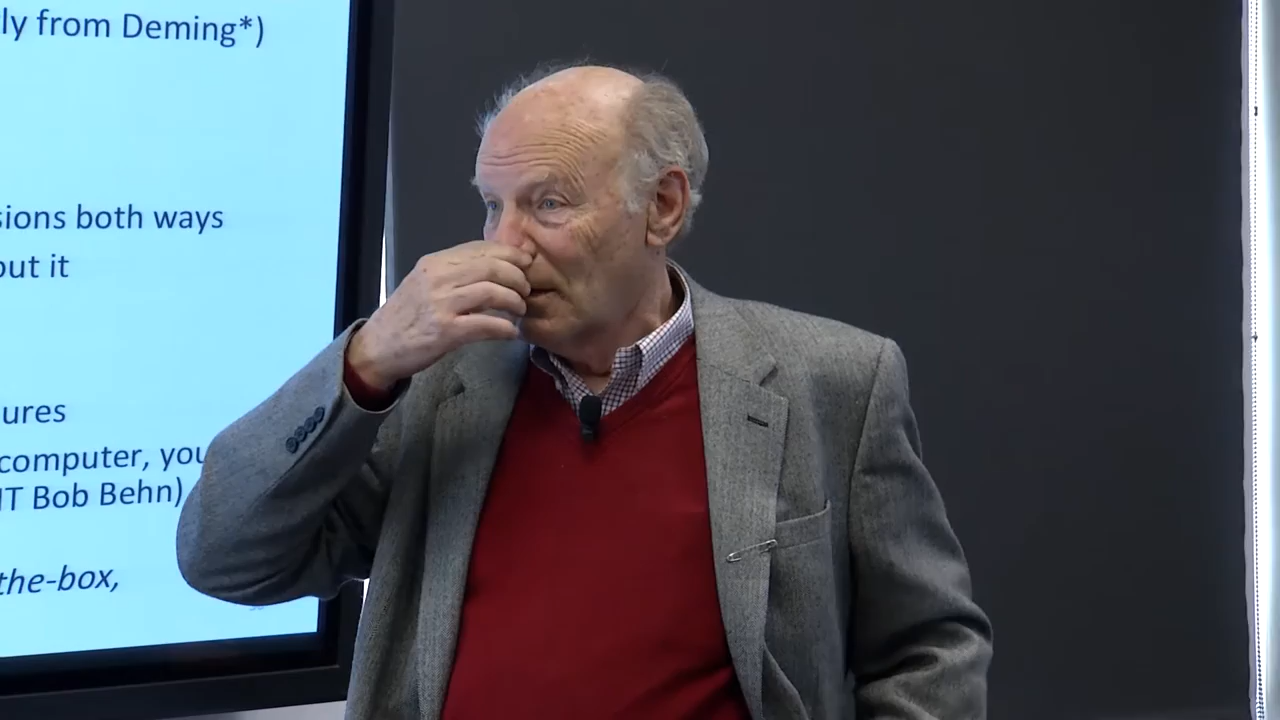 ly from Deming*)
sions both ways
out it
ures
computer, you
IT Bob Behn)
the-box,